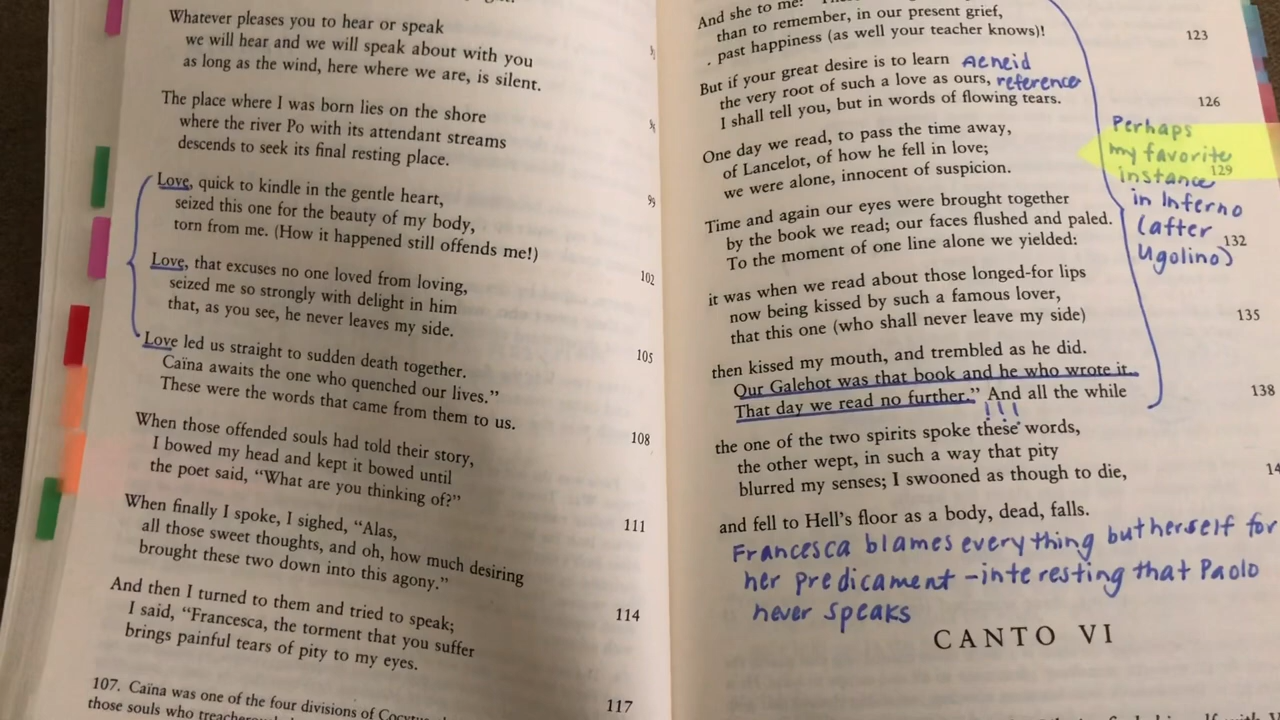 Whatever pleases you to hear or speak
we will hear and we will speak about with you
as long as the wind, here where we are, is silent.
The place where I was born lies on the shore
where the river Po with its attendant streams
descends to seek its final resting place.
Love, quick to kindle in the gentle heart,
seized this one for the beauty of my body,
torn from me. (How it happened still offends me!)
99
Love, that excuses no one loved from loving,
seized me so strongly with delight in him
that, as you see, he never leaves my side.
102
Love led us straight to sudden death together.
Caïna awaits the one who quenched our lives."
These were the words that came from them to us.
105
When those offended souls had told their story,
I bowed my head and kept it bowed until
the poet said, "What are you thinking of?"
108
When finally I spoke, I sighed, "Alas,
all those sweet thoughts, and oh, how much desiring
brought these two down into this agony."
111
And then I turned to them and tried to speak;
I said, "Francesca, the torment that you suffer
brings painful tears of pity to my eyes.
114
117
107. Caïna was one of the four divisions of
those souls who
And she to me:
than to remember, in our present grief,
past happiness (as well your teacher knows)!
123
But if your great desire is to learn
the very root of such a love as ours,
I shall tell you, but in words of flowing tears.
126
Aeneid
reference
One day we read, to pass the time away,
of Lancelot, of how he fell in love;
we were alone, innocent of suspicion.
129
Time and again our eyes were brought together
by the book we read; our faces flushed and paled.
To the moment of one line alone we yielded:
132
it was when we read about those longed-for lips
now being kissed by such a famous lover,
that this one (who shall never leave my side)
135
then kissed my mouth, and trembled as he did.
Our Galehot was that book and he who wrote it.
That day we read no further." And all the while
138
!!!
the one of the two spirits spoke these words,
the other wept, in such a way that pity
blurred my senses; I swooned as though to die,
and fell to Hell's floor as a body, dead, falls.
Perhaps
my favorite
instance
in Inferno
(after
Ugolino)
Francesca blames everything but herself for
her predicament – interesting that Paolo
never speaks
CANTO VI